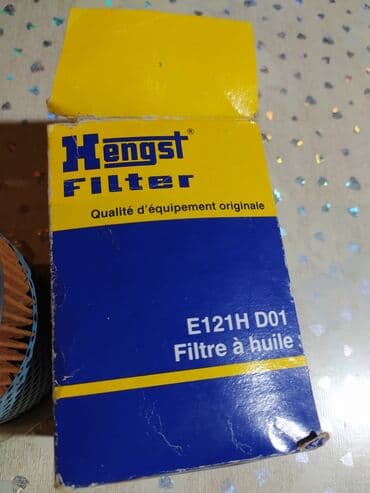 Hengst®
Filter
Qualité d'équipement originale
E121H D01
Filtre à huile